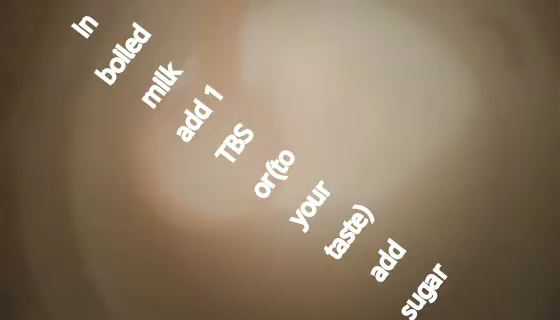 In
boiled
milk
add 1
TBS
or(to
your
taste)
add
sugar